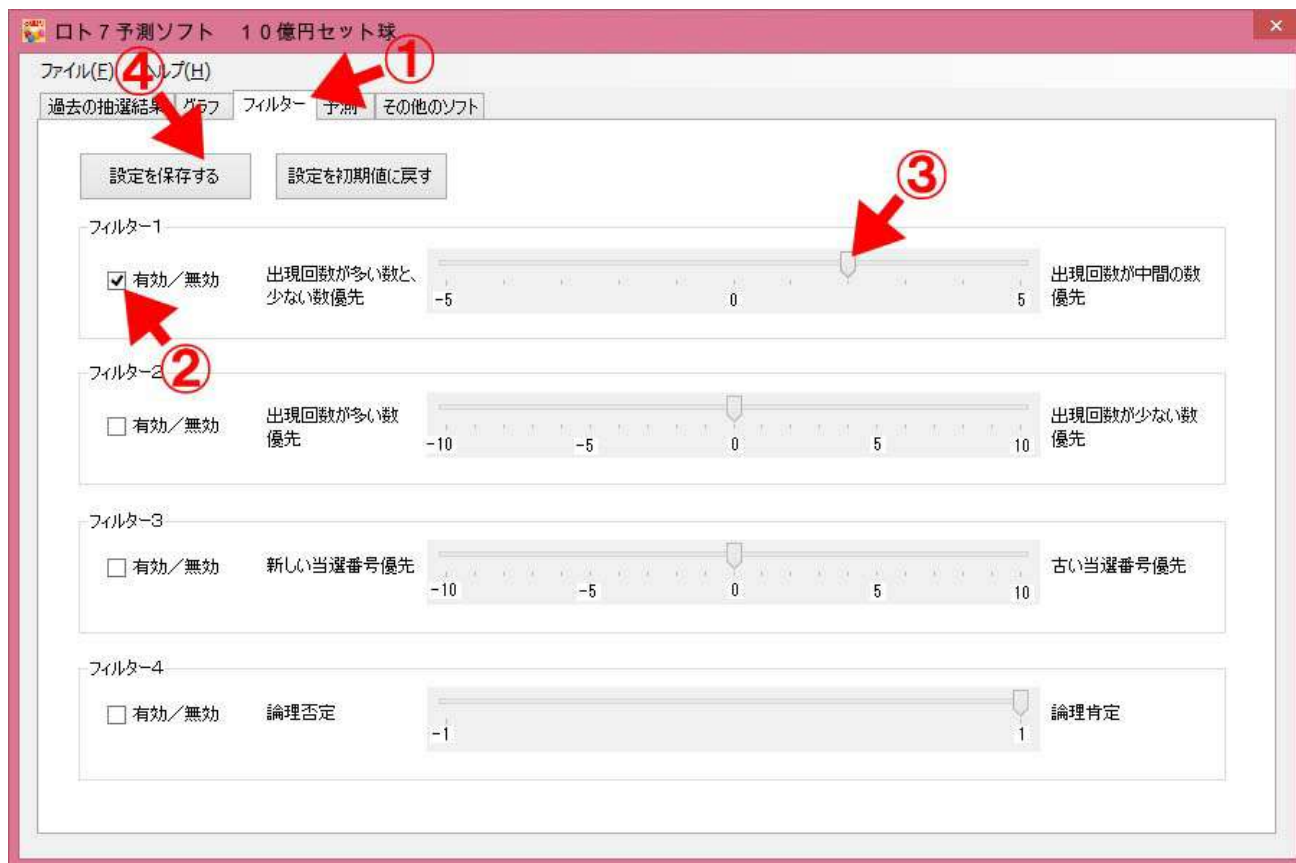 ロト7予測ソフト　10億円セット球
①
ファイル(F) ヘルプ(H)
④
過去の抽選結果 グラフ フィルター 予測 その他のソフト
設定を保存する 設定を初期値に戻す
③
フィルター1
有効／無効 出現回数が多い数と、少ない数優先 -5 0 5 出現回数が中間の数優先
②
フィルター2
有効／無効 出現回数が多い数優先 -10 -5 0 5 10 出現回数が少ない数優先
フィルター3
有効／無効 新しい当選番号優先 -10 -5 0 5 10 古い当選番号優先
フィルター4
有効／無効 論理否定 -1 1 論理肯定